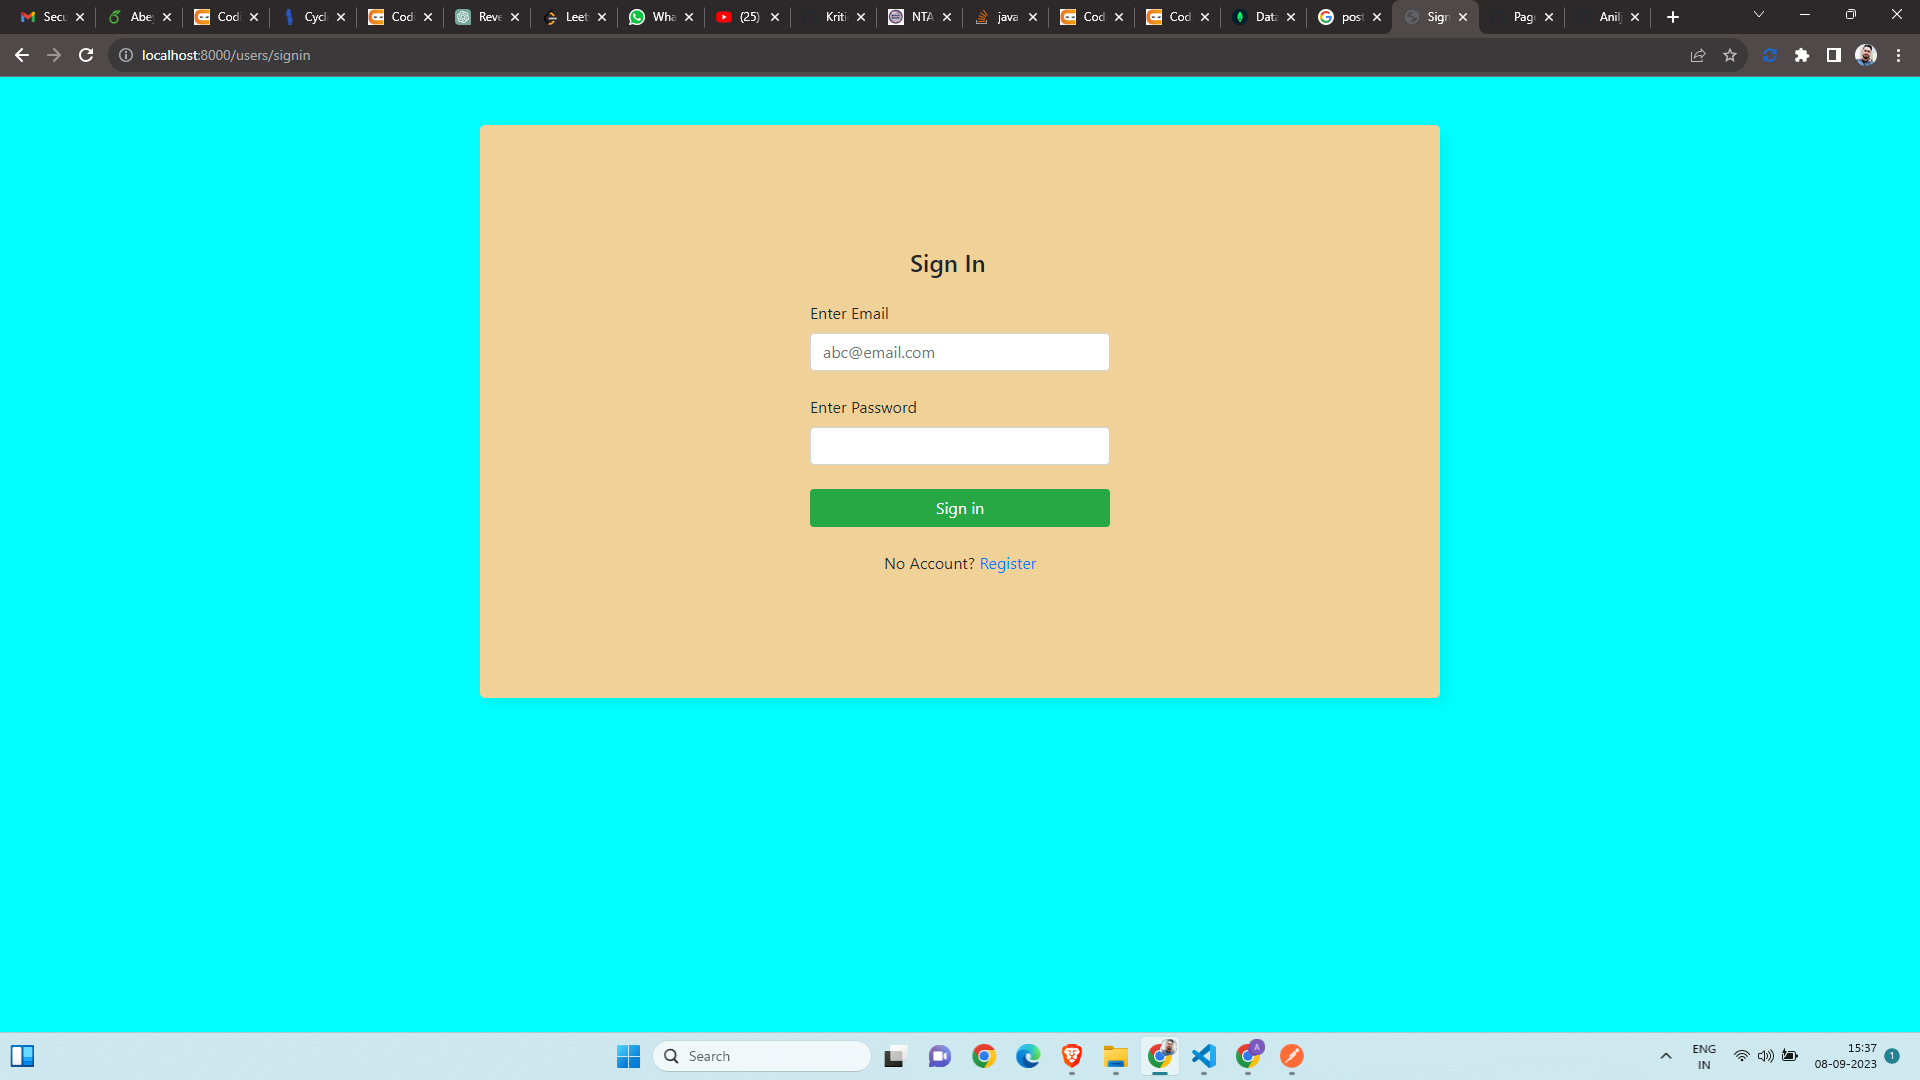 Secu Abe Codi Cycl Codi Reve Leet Wha (25) Kriti NTA java Cod Cod Data post Sign Page Anil
localhost:8000/users/signin
Sign In
Enter Email
abc@email.com
Enter Password
Sign in
No Account? Register
Search
A
ENG
IN
15:37
08-09-2023
1